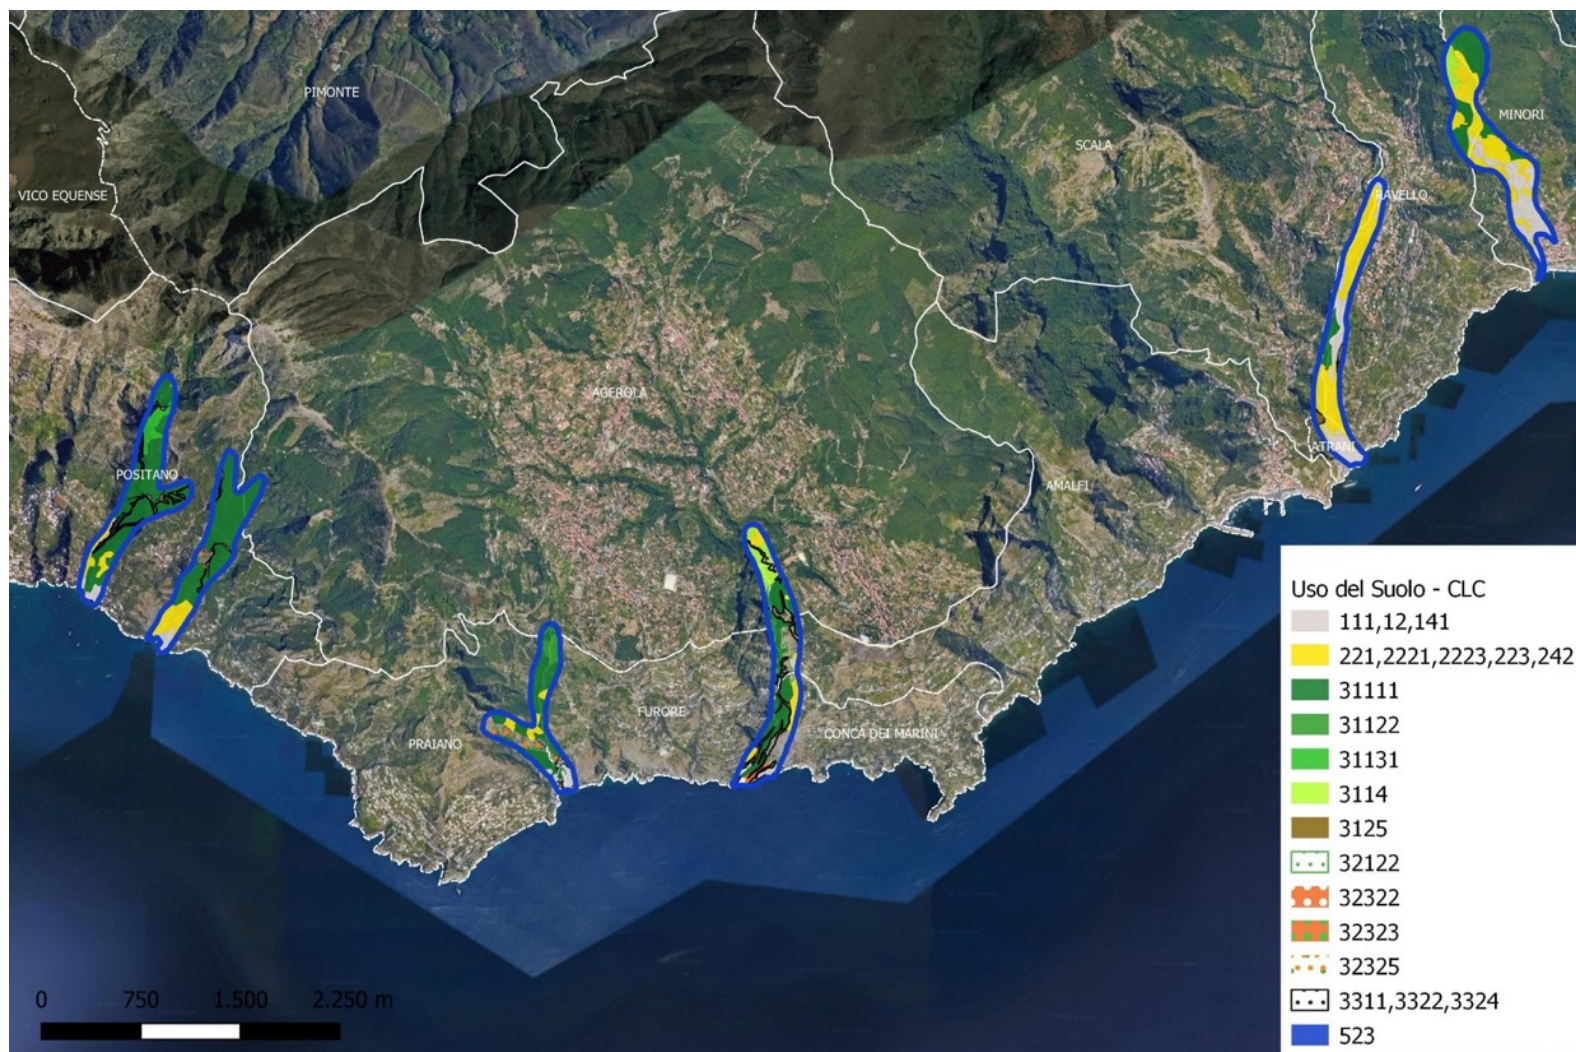 PIMONTE
MINORI
SCALA
VICO EQUENSE
RAVELLO
AGEROLA
ATRANI
POSITANO
AMALFI
FURORE
PRAIANO
CONCA DEI MARINI
Uso del Suolo - CLC
111,12,141
221,2221,2223,223,242
31111
31122
31131
3114
3125
32122
32322
32323
32325
3311,3322,3324
523
0 750 1.500 2.250 m